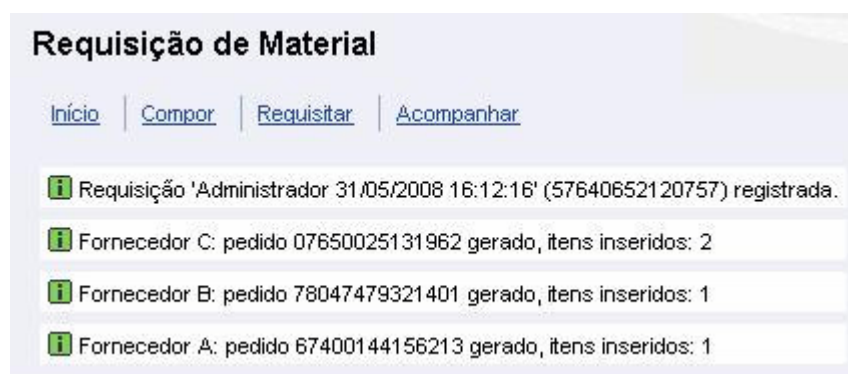 Requisição de Material
Início Compor Requisitar Acompanhar
Requisição 'Administrador 31/05/2008 16:12:16' (57640652120757) registrada.
Fornecedor C: pedido 07650025131962 gerado, itens inseridos: 2
Fornecedor B: pedido 78047479321401 gerado, itens inseridos: 1
Fornecedor A: pedido 67400144156213 gerado, itens inseridos: 1